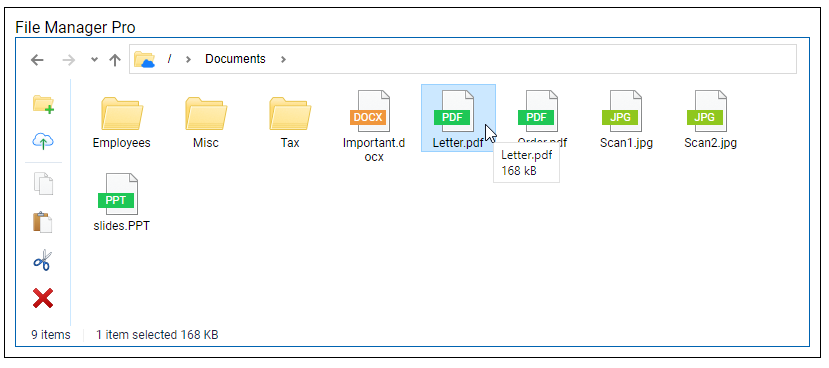 File Manager Pro
/ Documents
Employees
Misc
Tax
DOCX
Important.d
ocx
PDF
Letter.pdf
PDF
Order.pdf
JPG
Scan1.jpg
JPG
Scan2.jpg
Letter.pdf
168 kB
PPT
slides.PPT
9 items
1 item selected 168 KB